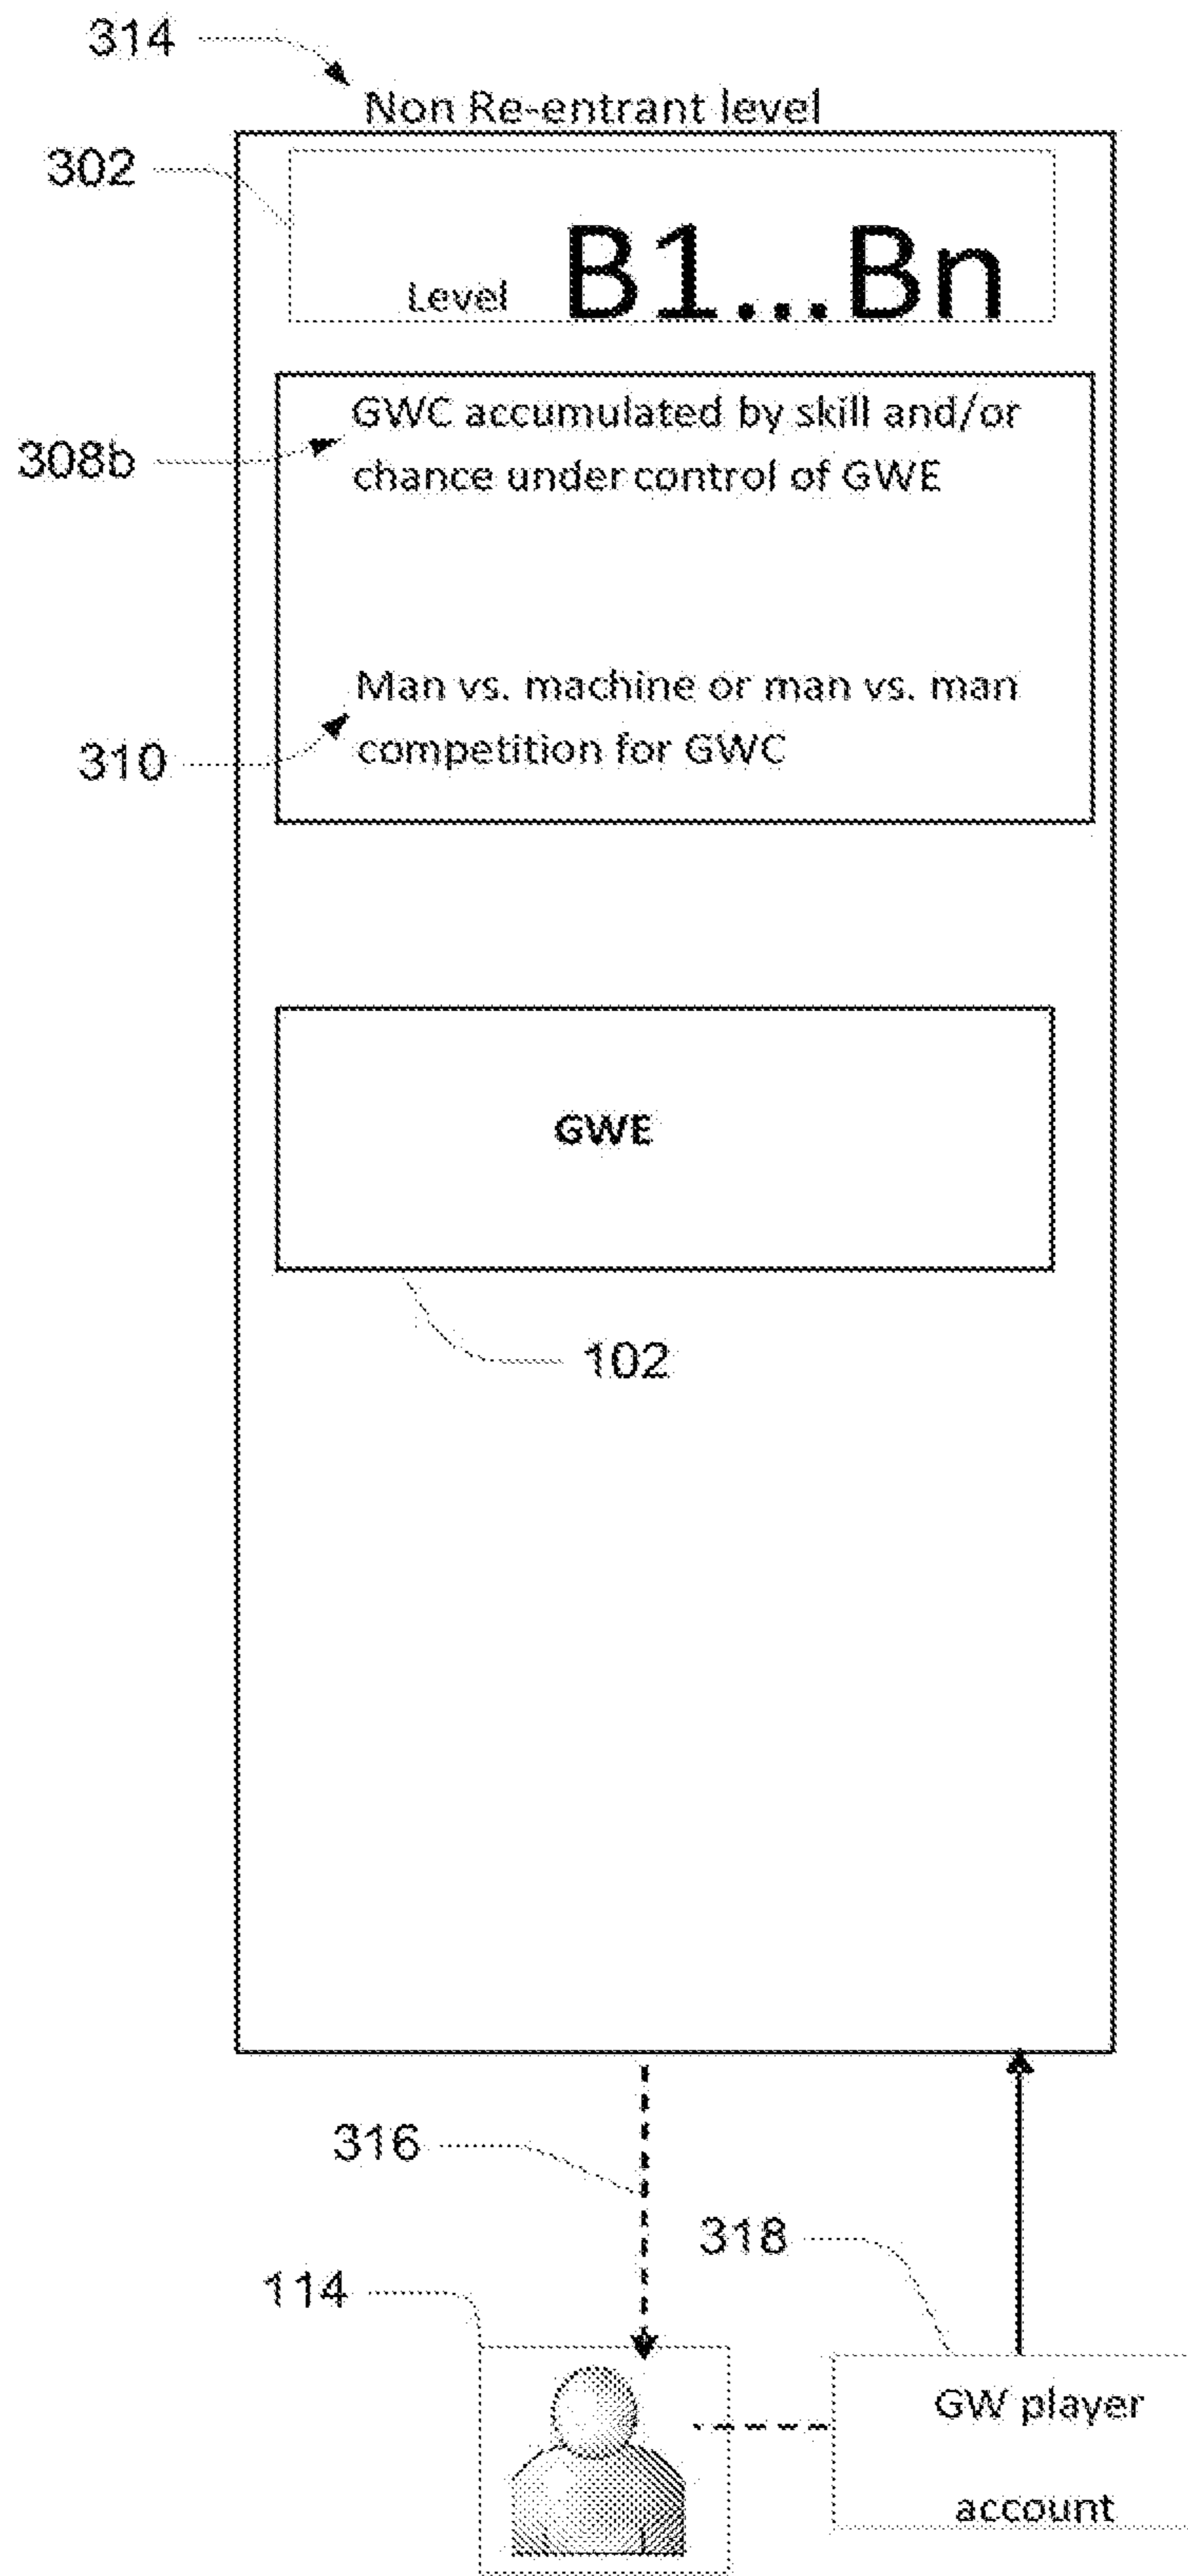 314
Non Re-entrant level
302
Level B1...Bn
GWC accumulated by skill and/or
308b
chance under control of GWE
Man vs. machine or man vs. man
310
competition for GWC
GWE
102
316
318
114
GW player
account